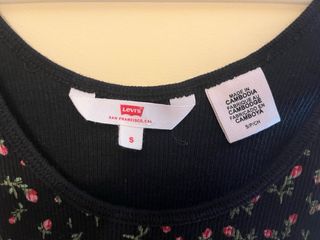 Levi's
SAN FRANCISCO, CAL
S
MADE IN
CAMBODIA
FABRIQUÉ AU
CAMBODGE
FABRICADO EN
CAMBOYA
S/P/CH